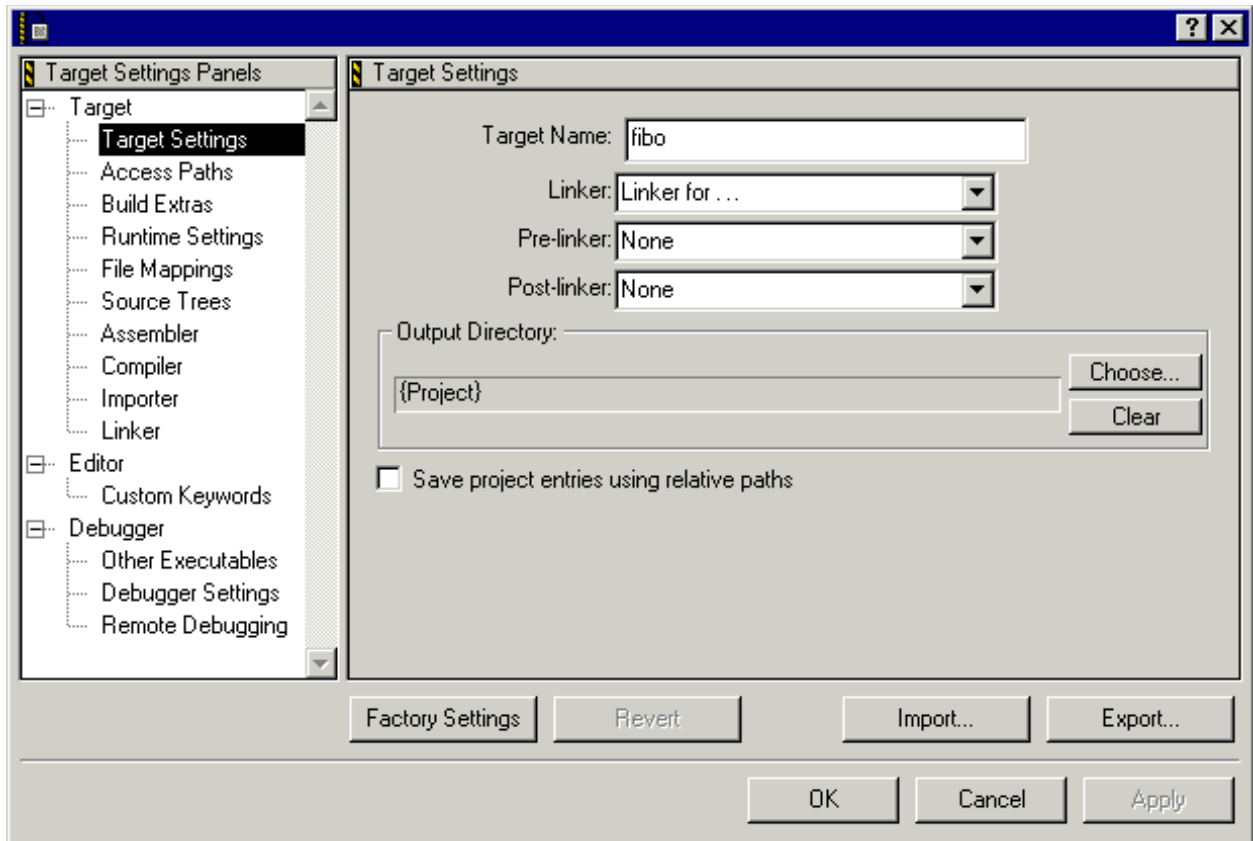 Target Settings Panels
Target
Target Settings
Access Paths
Build Extras
Runtime Settings
File Mappings
Source Trees
Assembler
Compiler
Importer
Linker
Editor
Custom Keywords
Debugger
Other Executables
Debugger Settings
Remote Debugging
Target Settings
Target Name: fibo
Linker: Linker for . . .
Pre-linker: None
Post-linker: None
Output Directory:
{Project}
Choose...
Clear
Save project entries using relative paths
Factory Settings Revert Import... Export...
OK Cancel Apply